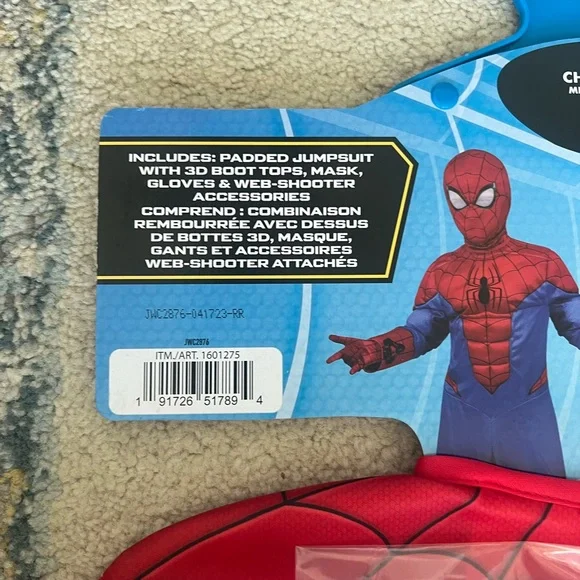 INCLUDES: PADDED JUMPSUIT
WITH 3D BOOT TOPS, MASK,
GLOVES & WEB-SHOOTER
ACCESSORIES
COMPREND : COMBINAISON
REMBOURRÉE AVEC DESSUS
DE BOTTES 3D, MASQUE,
GANTS ET ACCESSOIRES
WEB-SHOOTER ATTACHÉS
JWC2876-041723-RR
JWC2876
ITM./ART. 1601275
1 91726 51789 4
CH